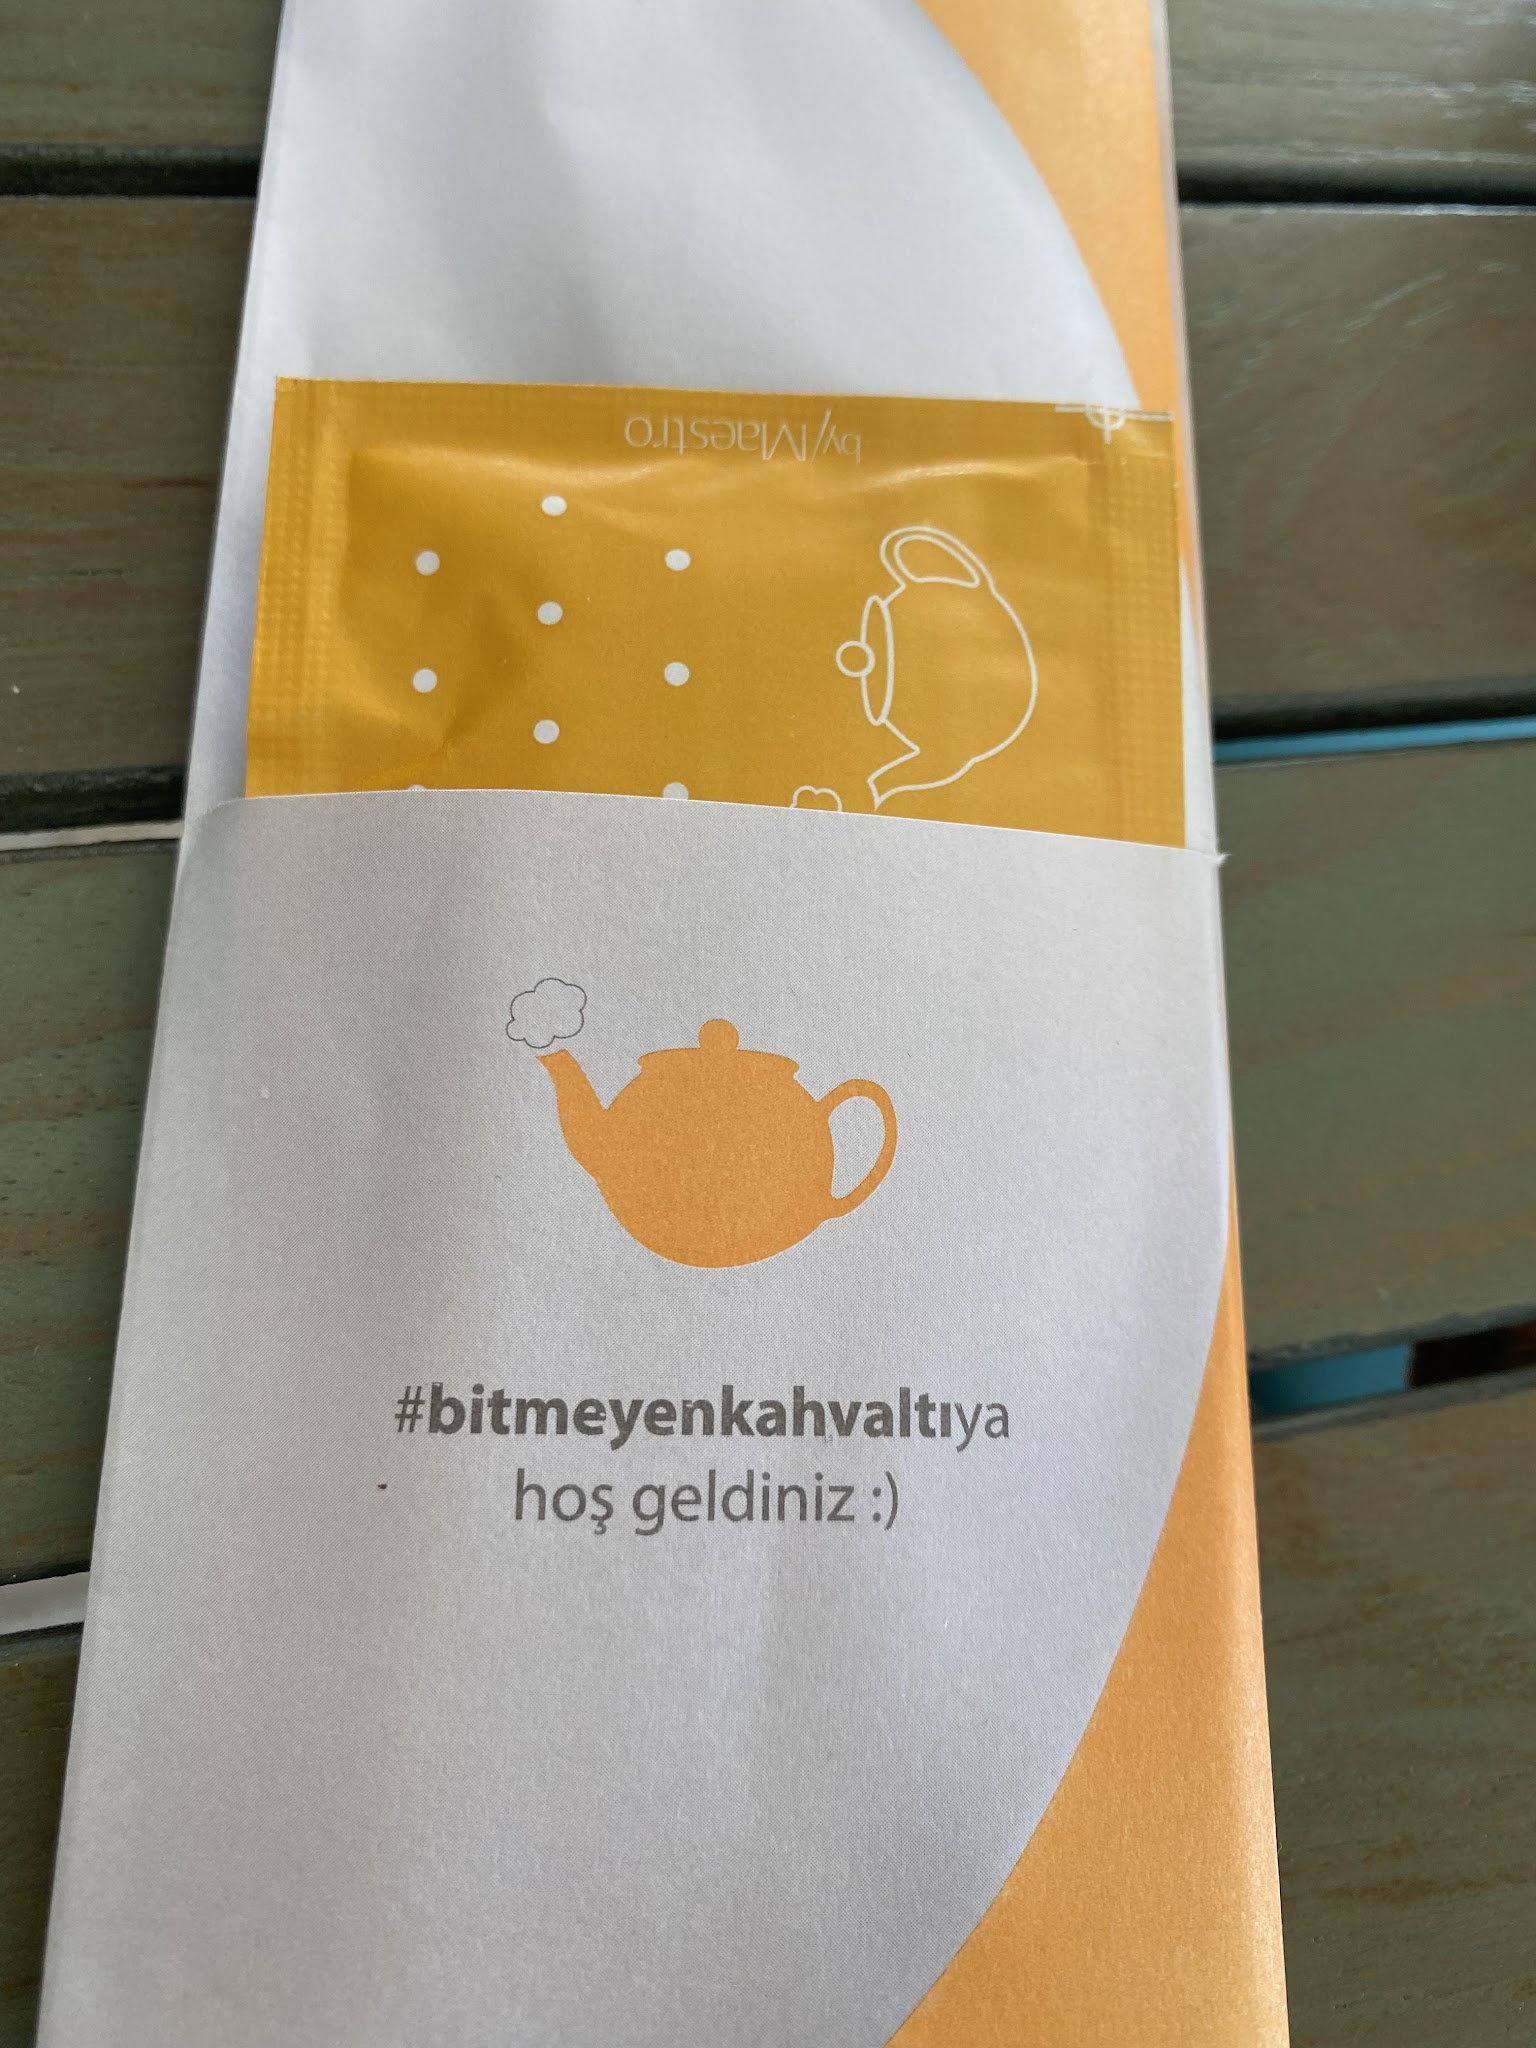 by/Maestro
#bitmeyenkahvaltıya
hoş geldiniz :)